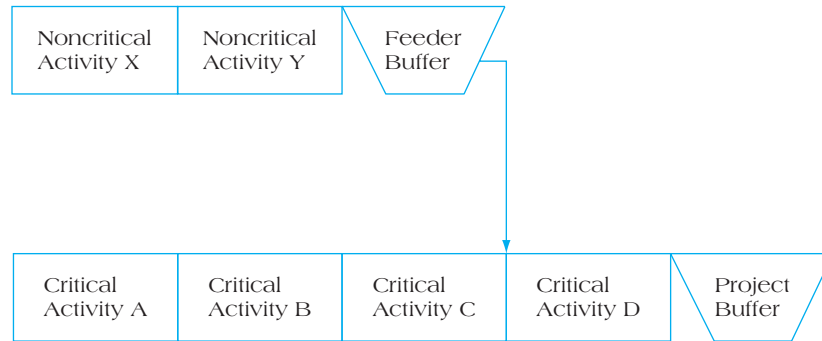 Noncritical
Activity X
Noncritical
Activity Y
Feeder
Buffer
Critical
Activity A
Critical
Activity B
Critical
Activity C
Critical
Activity D
Project
Buffer